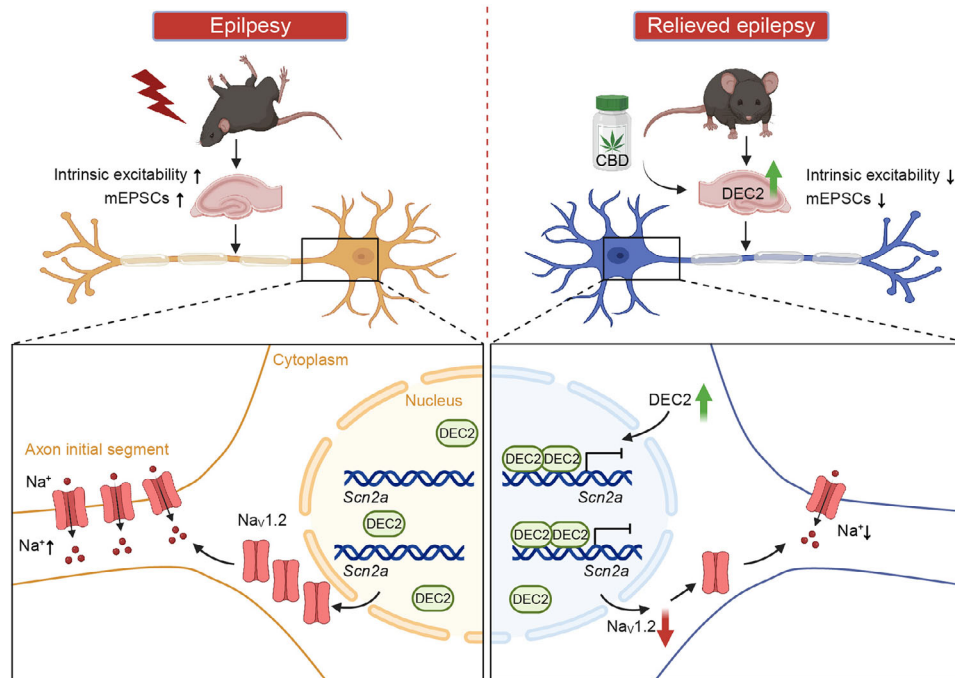 Epilpesy
Relieved epilepsy
CBD
Intrinsic excitability ↑
mEPSCs ↑
DEC2
Intrinsic excitability ↓
mEPSCs ↓
Cytoplasm
Nucleus
DEC2
Axon initial segment
Na⁺
Scn2a
Na⁺↑
Naᵥ1.2
DEC2
Scn2a
DEC2
DEC2
DEC2 DEC2
Scn2a
DEC2 DEC2
Scn2a
DEC2
Na⁺↓
Naᵥ1.2